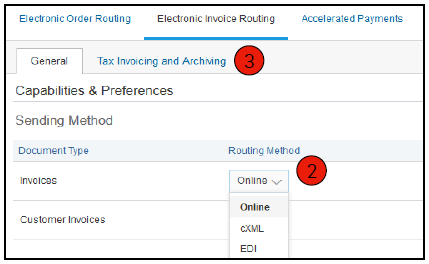 Electronic Order Routing Electronic Invoice Routing Accelerated Payments
General Tax Invoicing and Archiving 3
Capabilities & Preferences
Sending Method
Document Type Routing Method
Invoices Online 2
Online
Customer Invoices
cXML
EDI